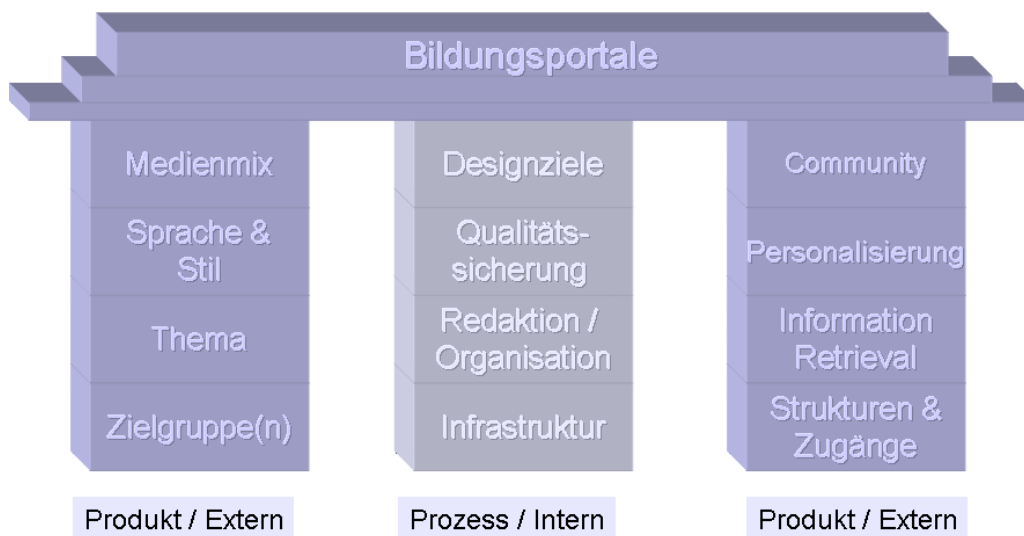 Bildungsportale
Medienmix
Sprache &
Stil
Thema
Zielgruppe(n)
Produkt / Extern
Designziele
Qualitäts-
sicherung
Redaktion /
Organisation
Infrastruktur
Prozess / Intern
Community
Personalisierung
Information
Retrieval
Strukturen &
Zugänge
Produkt / Extern